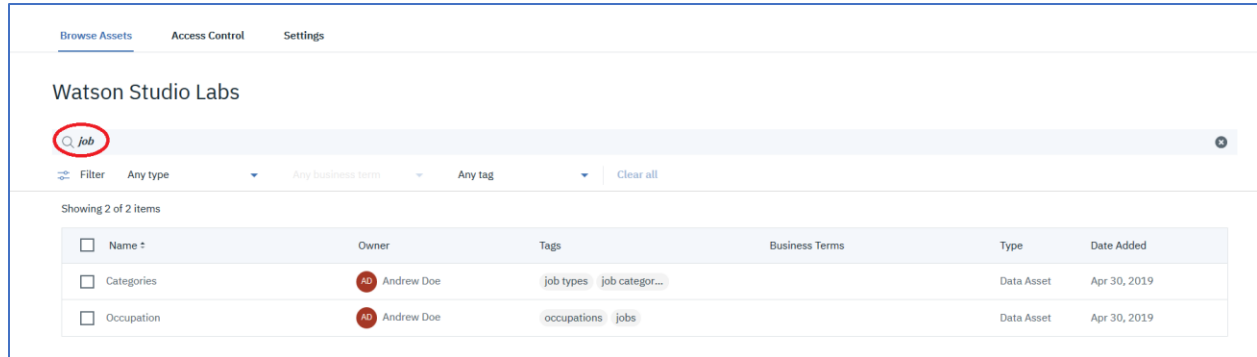 Browse Assets Access Control Settings
Watson Studio Labs
job
Filter Any type Any business term Any tag Clear all
Showing 2 of 2 items
Name Owner Tags Business Terms Type Date Added
Categories AD Andrew Doe job types job categor... Data Asset Apr 30, 2019
Occupation AD Andrew Doe occupations jobs Data Asset Apr 30, 2019